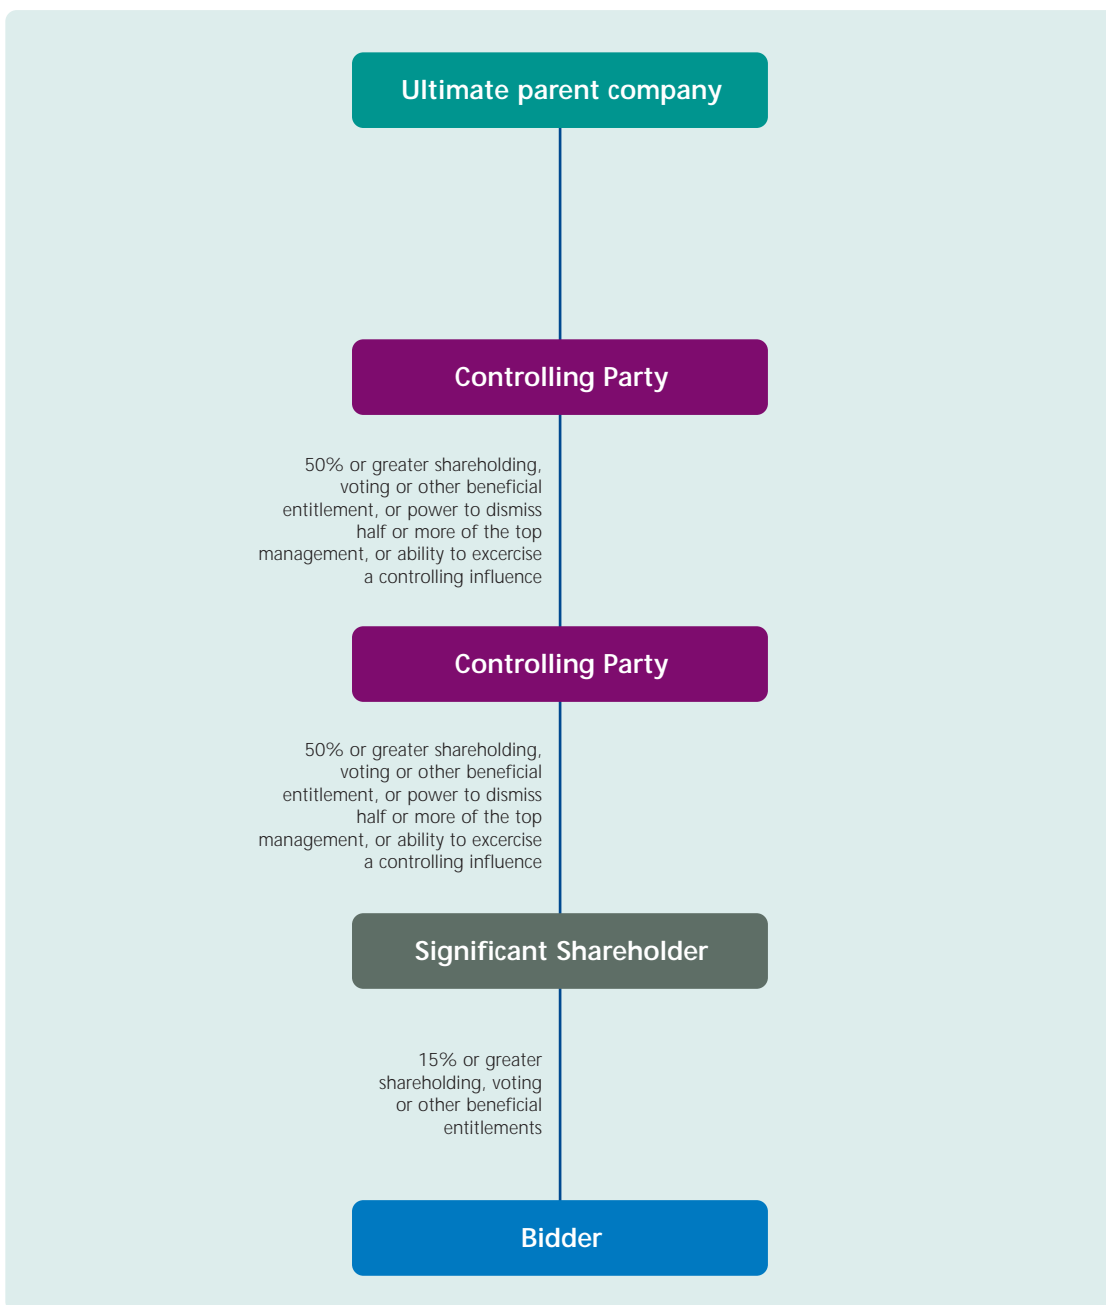 Ultimate parent company
Controlling Party
50% or greater shareholding,
voting or other beneficial
entitlement, or power to dismiss
half or more of the top
management, or ability to excercise
a controlling influence
Controlling Party
50% or greater shareholding,
voting or other beneficial
entitlement, or power to dismiss
half or more of the top
management, or ability to excercise
a controlling influence
Significant Shareholder
15% or greater
shareholding, voting
or other beneficial
entitlements
Bidder